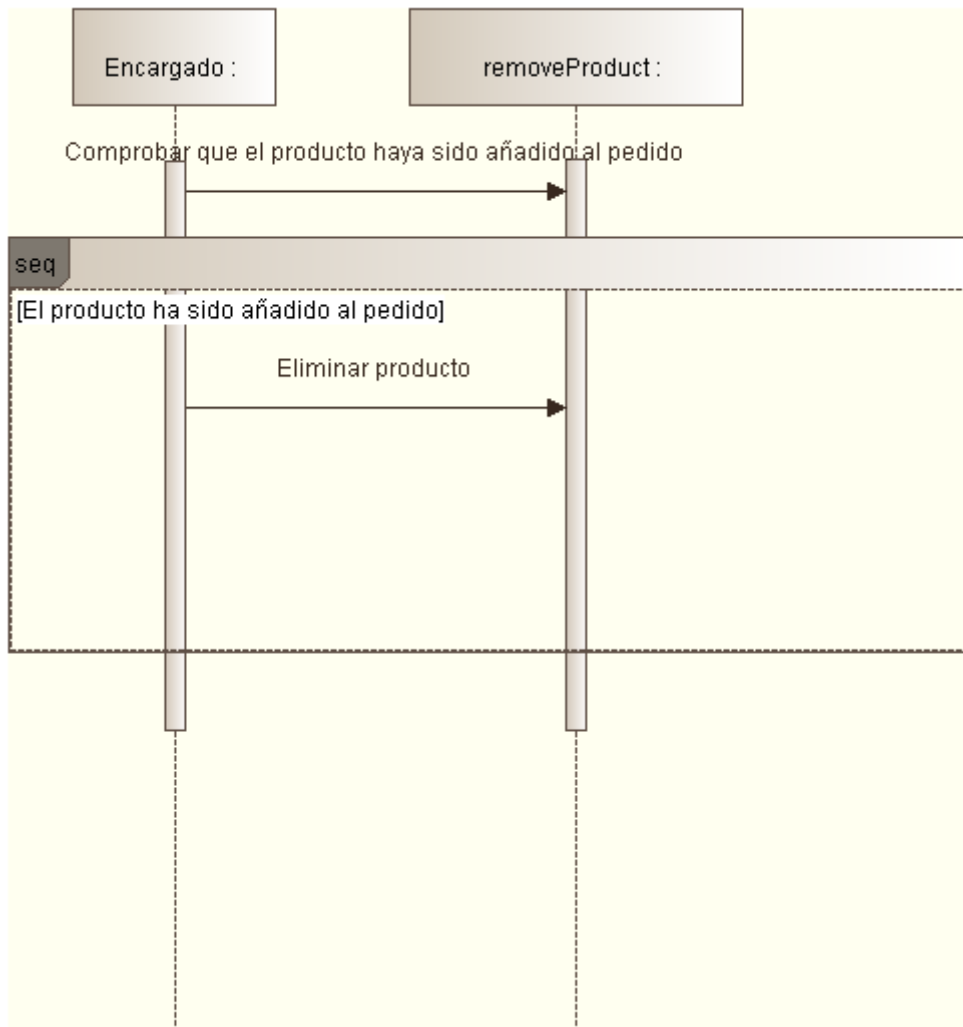 Encargado :
removeProduct :
Comprobar que el producto haya sido añadido al pedido
seq
[El producto ha sido añadido al pedido]
Eliminar producto